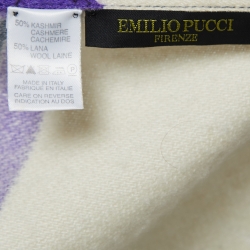 50% KASHMIR
CASHMERE
CACHEMIRE
50% LANA
WOOL LAINE
MADE IN ITALY
FABRIQUE EN ITALIE
CARE ON REVERSE
INDICATION AU DOS
EMILIO PUCCI
FIRENZE